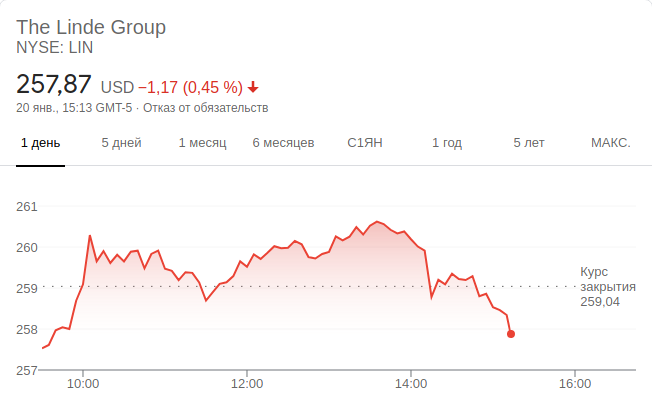 The Linde Group
NYSE: LIN
257,87 USD −1,17 (0,45 %)
20 янв., 15:13 GMT-5 · Отказ от обязательств
1 день 5 дней 1 месяц 6 месяцев С1ЯН 1 год 5 лет МАКС.
261
260
259
258
257
Курс
закрытия
259,04
10:00 12:00 14:00 16:00